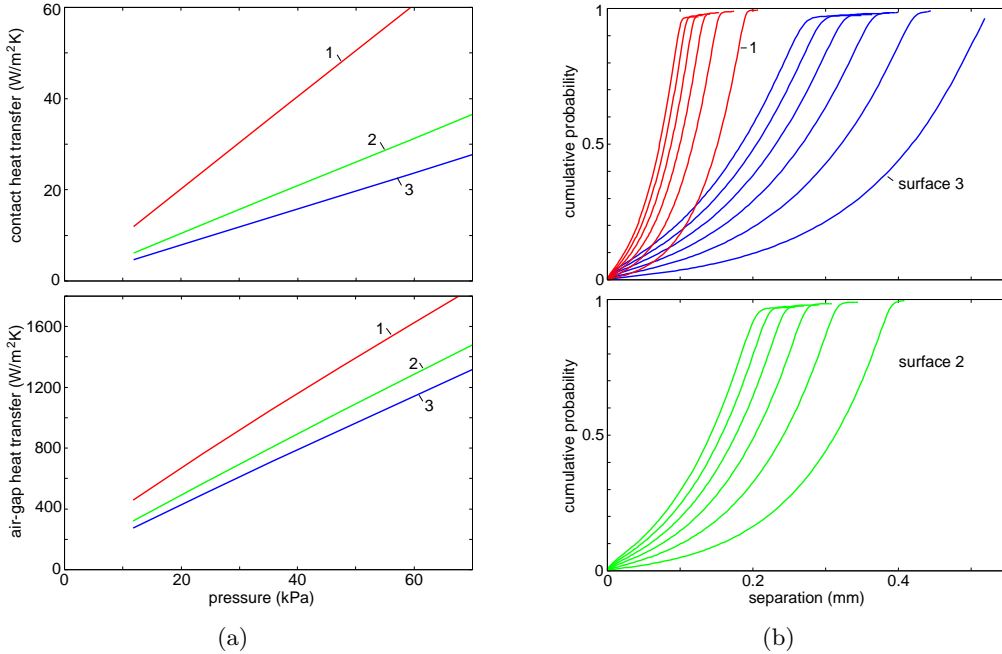 60
40
20
0
contact heat transfer (W/m²K)
1
2
3
1600
1200
800
400
0
air-gap heat transfer (W/m²K)
1
2
3
0
20
40
60
pressure (kPa)
(a)
1
0.5
0
cumulative probability
1
surface 3
1
0.5
0
cumulative probability
surface 2
0
0.2
0.4
separation (mm)
(b)